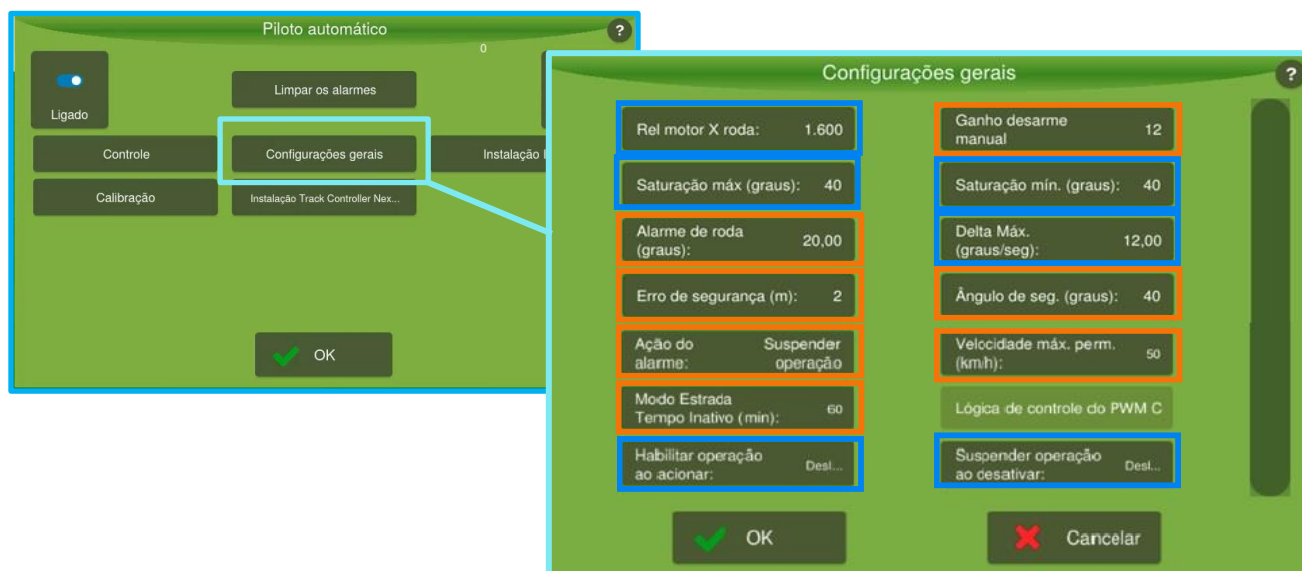 Piloto automático
?
0
Ligado
Limpar os alarmes
Controle
Configurações gerais
Instalação
Calibração
Instalação Track Controller Nex...
OK
Configurações gerais
?
Rel motor X roda: 1.600
Ganho desarme
manual 12
Saturação máx (graus): 40
Saturação mín. (graus): 40
Alarme de roda
(graus): 20,00
Delta Máx.
(graus/seg): 12,00
Erro de segurança (m): 2
Ângulo de seg. (graus): 40
Ação do
alarme:
Suspender
operação
Velocidade máx. perm.
(km/h): 50
Modo Estrada
Tempo Inativo (min): 60
Lógica de controle do PWM C
Habilitar operação
ao acionar: Desl...
Suspender operação
ao desativar: Desl...
OK
Cancelar